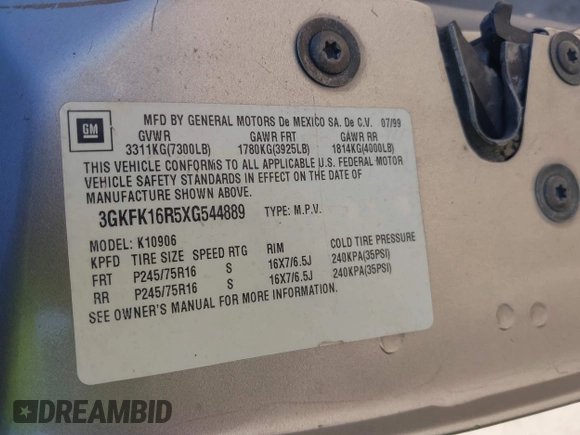 GM
MFD BY GENERAL MOTORS De MEXICO SA. De C.V. 07/99
GVWR GAWR FRT GAWR RR
3311KG(7300LB) 1780KG(3925LB) 1814KG(4000LB)
THIS VEHICLE CONFORMS TO ALL APPLICABLE U.S. FEDERAL MOTOR
VEHICLE SAFETY STANDARDS IN EFFECT ON THE DATE OF
MANUFACTURE SHOWN ABOVE.
3GKFK16R5XG544889 TYPE: M.P.V.
MODEL: K10906
KPFD TIRE SIZE SPEED RTG RIM COLD TIRE PRESSURE
FRT P245/75R16 S 16X7/6.5J 240KPA(35PSI)
RR P245/75R16 S 16X7/6.5J 240KPA(35PSI)
SEE OWNER'S MANUAL FOR MORE INFORMATION.
DREAMBID